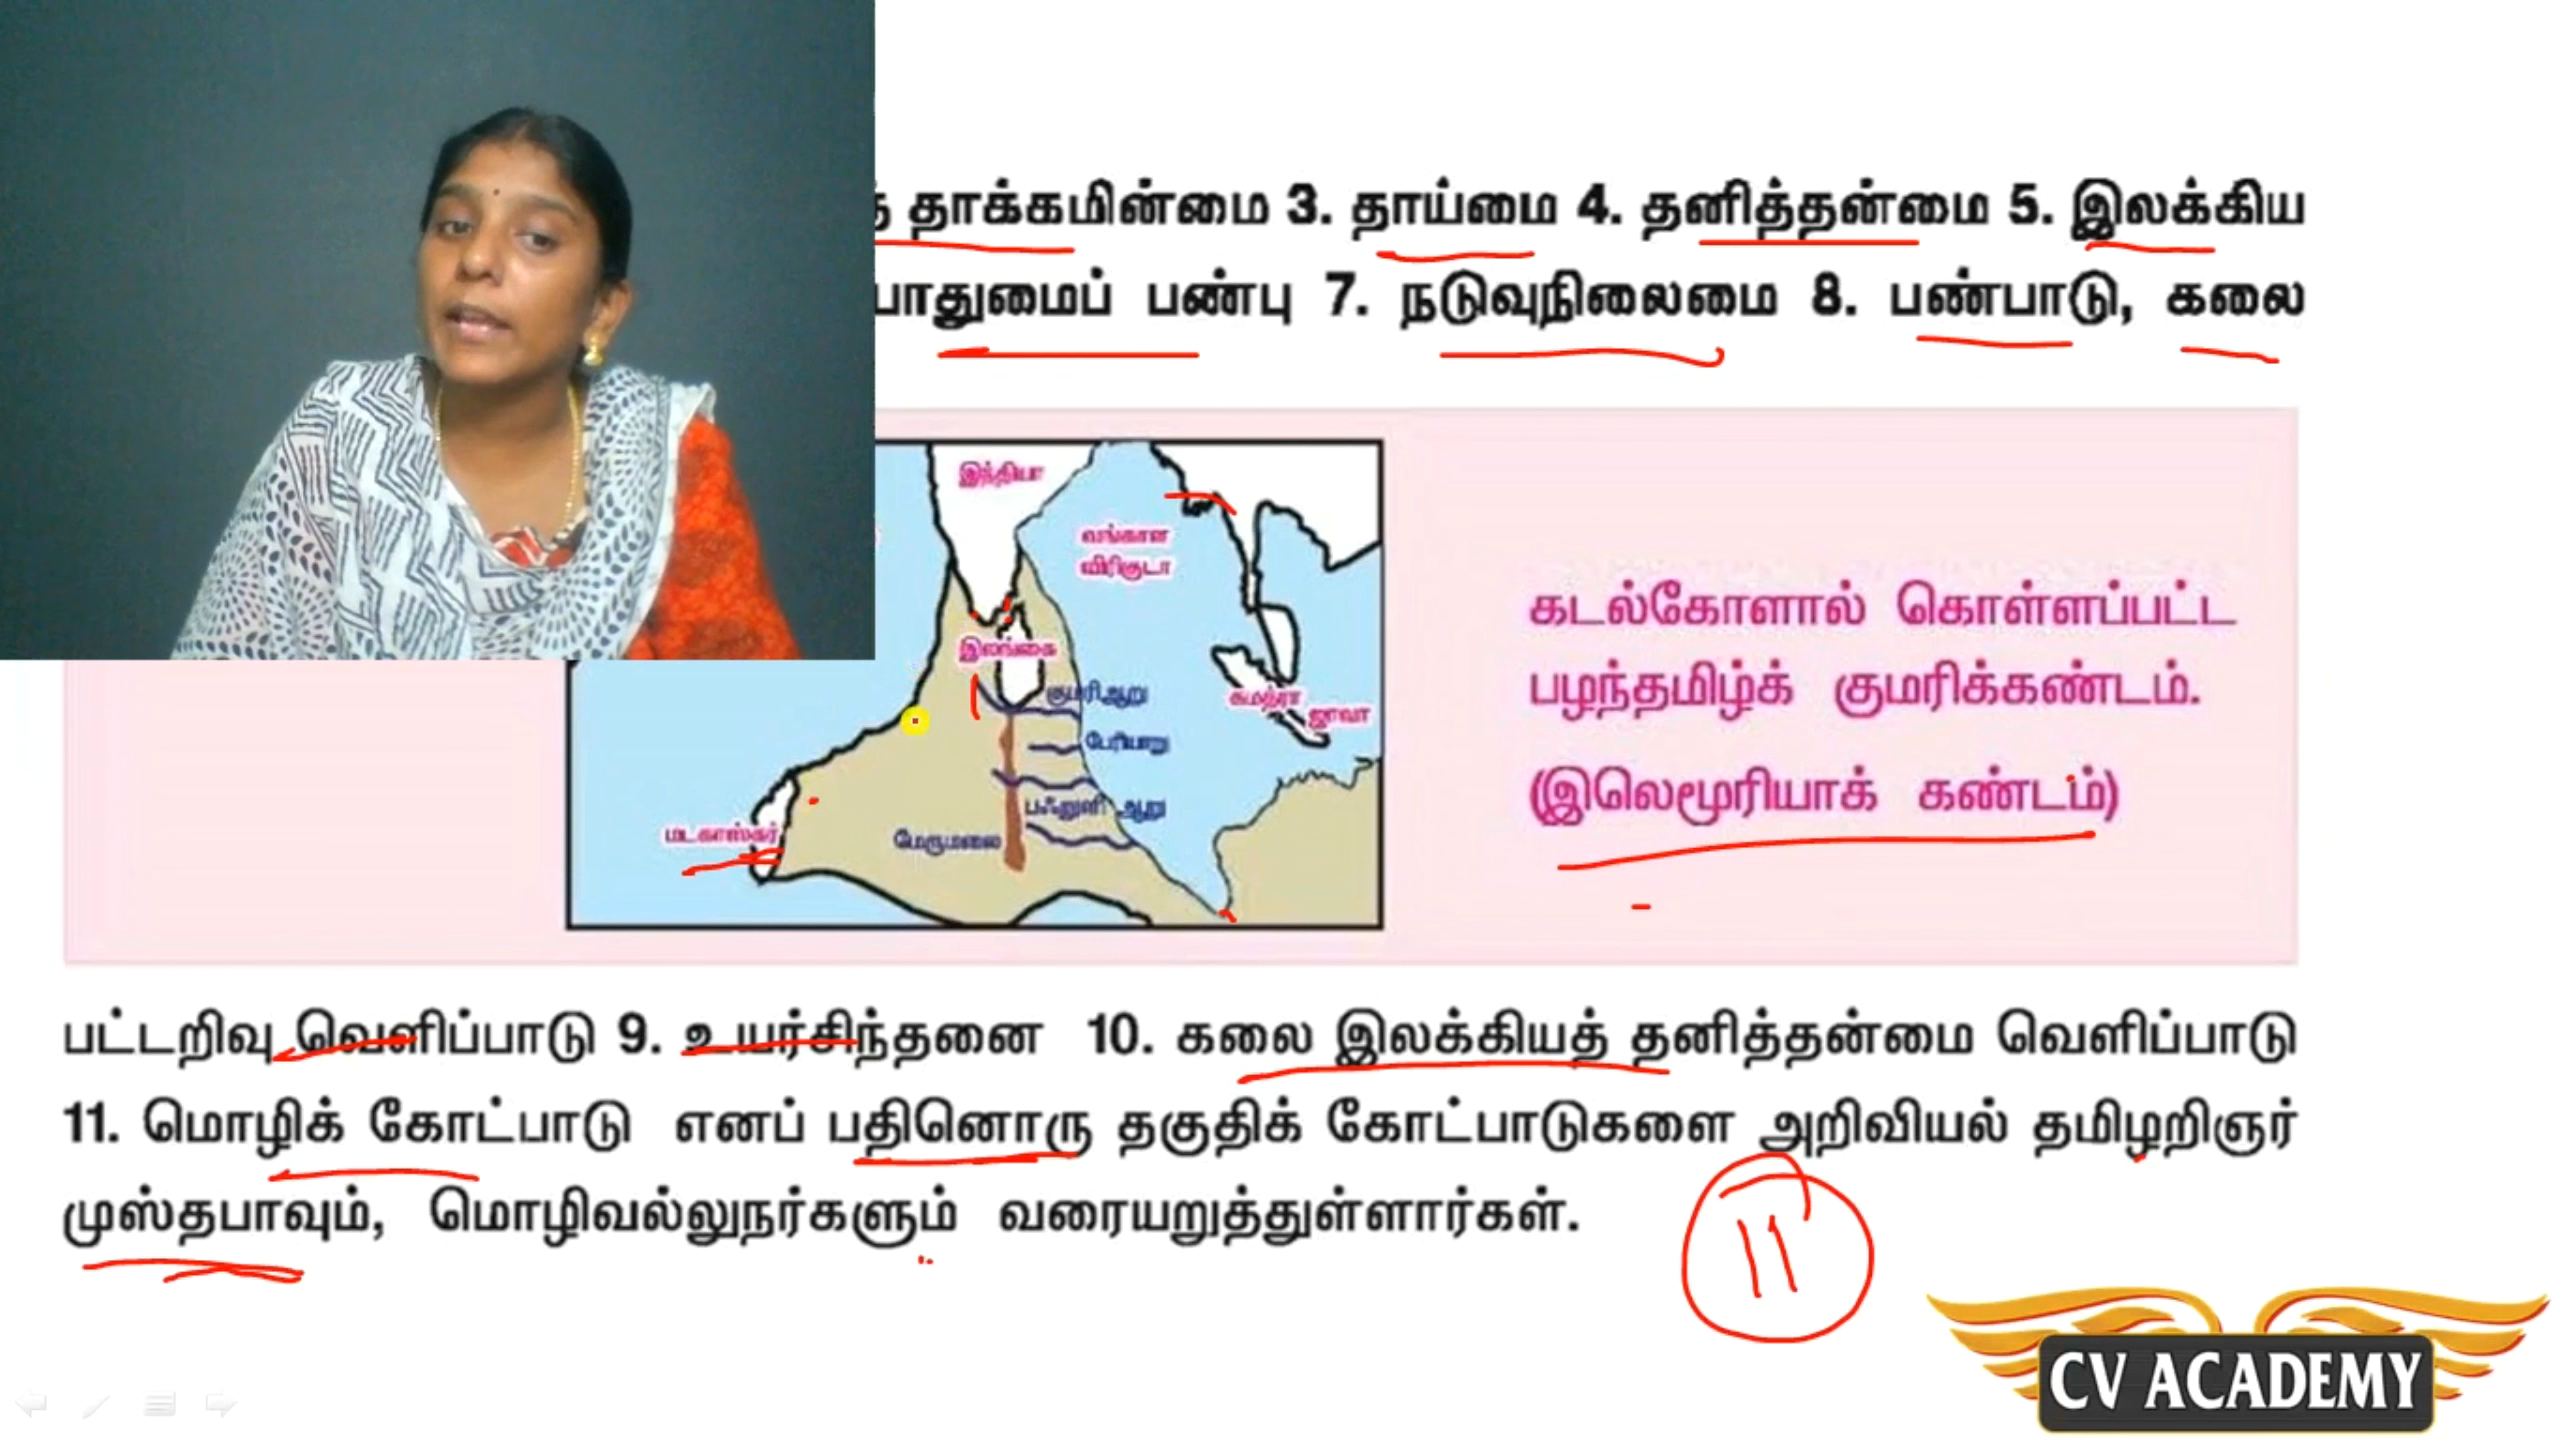 தாக்கமின்மை 3. தாய்மை 4. தனித்தன்மை 5. இலக்கிய
பண்பு 7. நடுவுநிலைமை 8. பண்பாடு, கலை
இந்தியா
வங்காள
விரிகுடா
இலங்கை
குமரிஆறு
சுமத்ரா
ஜாவா
பேரியாறு
பஃறுளி ஆறு
மடகாஸ்கர்
மேருமலை
கடல்கோளால் கொள்ளப்பட்ட
பழந்தமிழ்க் குமரிக்கண்டம்.
(இலெமூரியாக் கண்டம்)
பட்டறிவு வெளிப்பாடு 9. உயர்சிந்தனை 10. கலை இலக்கியத் தனித்தன்மை வெளிப்பாடு
11. மொழிக் கோட்பாடு எனப் பதினொரு தகுதிக் கோட்பாடுகளை அறிவியல் தமிழறிஞர்
முஸ்தபாவும், மொழிவல்லுநர்களும் வரையறுத்துள்ளார்கள்.
11
CV ACADEMY